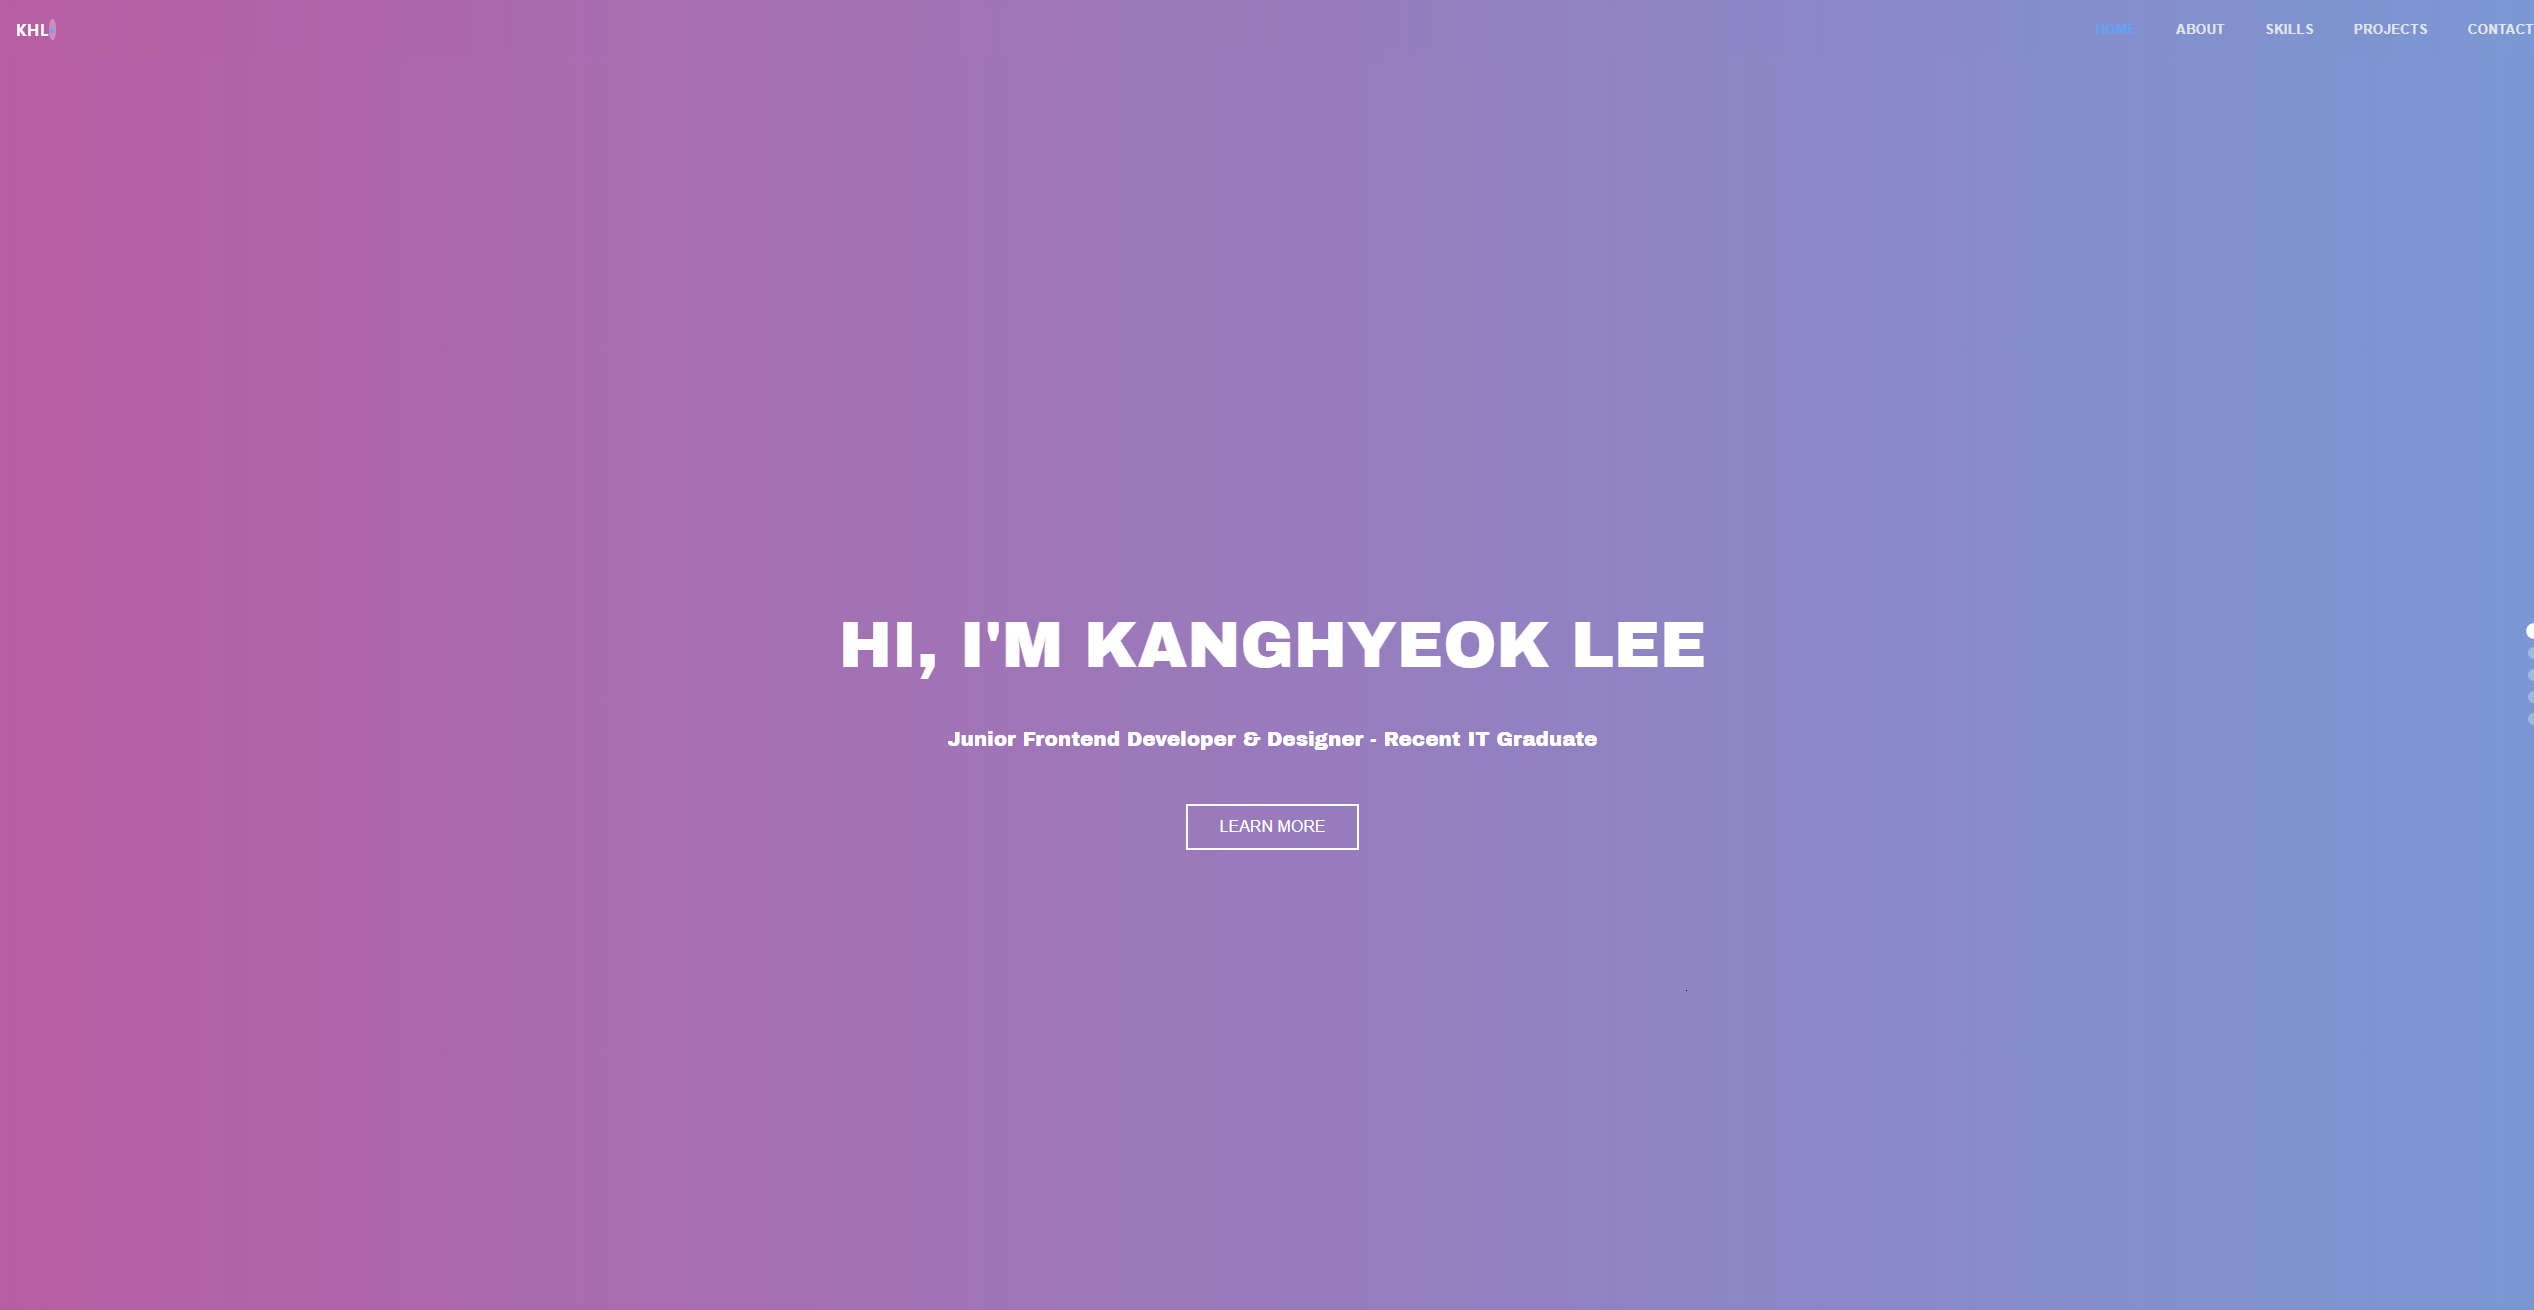 KHL.
HOME ABOUT SKILLS PROJECTS CONTACT
HI, I'M KANGHYEOK LEE
Junior Frontend Developer & Designer - Recent IT Graduate
LEARN MORE